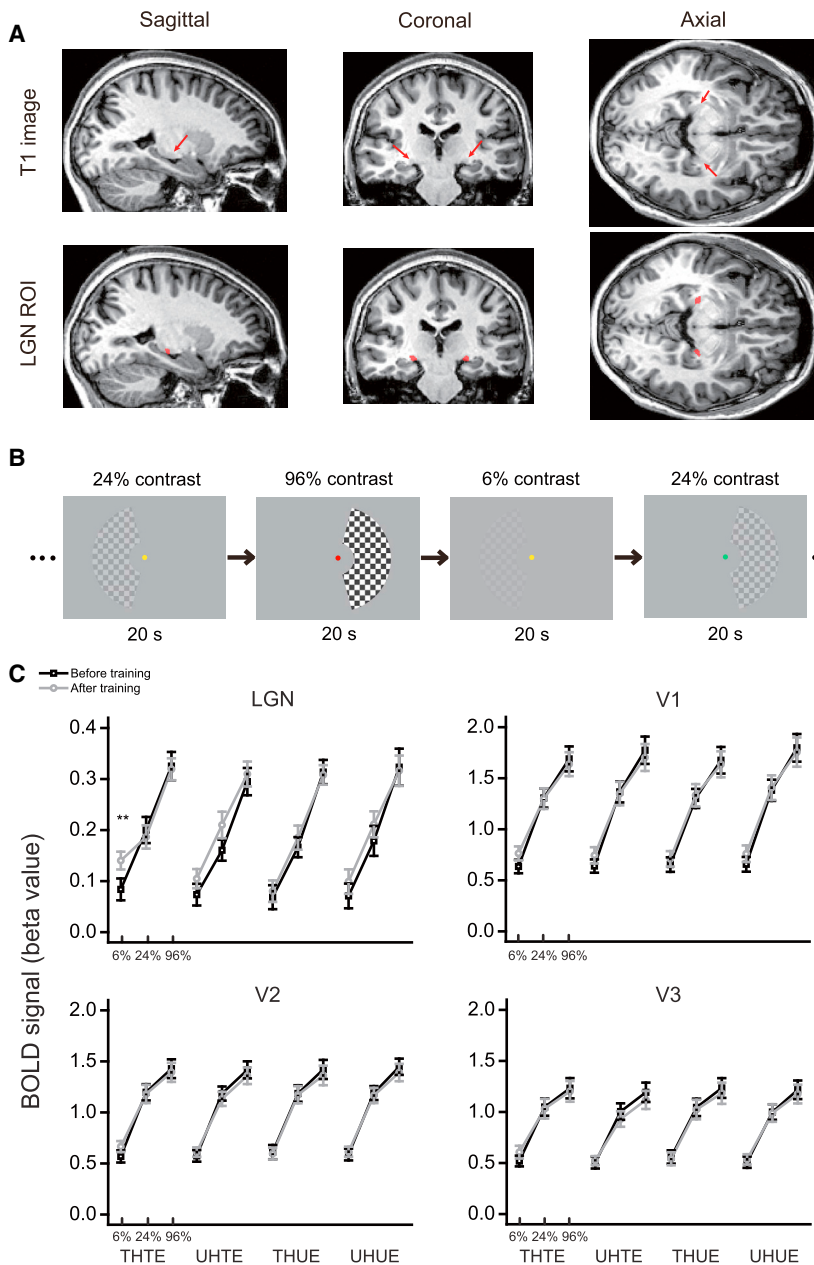 Sagittal Coronal Axial
A
T1 image
LGN ROI
B
24% contrast 96% contrast 6% contrast 24% contrast
20 s 20 s 20 s 20 s
C
Before training
After training
BOLD signal (beta value)
LGN
0.4
0.3
0.2
0.1
0.0
**
6% 24% 96%
V1
2.0
1.5
1.0
0.5
0.0
6% 24% 96%
V2
2.0
1.5
1.0
0.5
0.0
6% 24% 96%
THTE UHTE THUE UHUE
V3
2.0
1.5
1.0
0.5
0.0
6% 24% 96%
THTE UHTE THUE UHUE